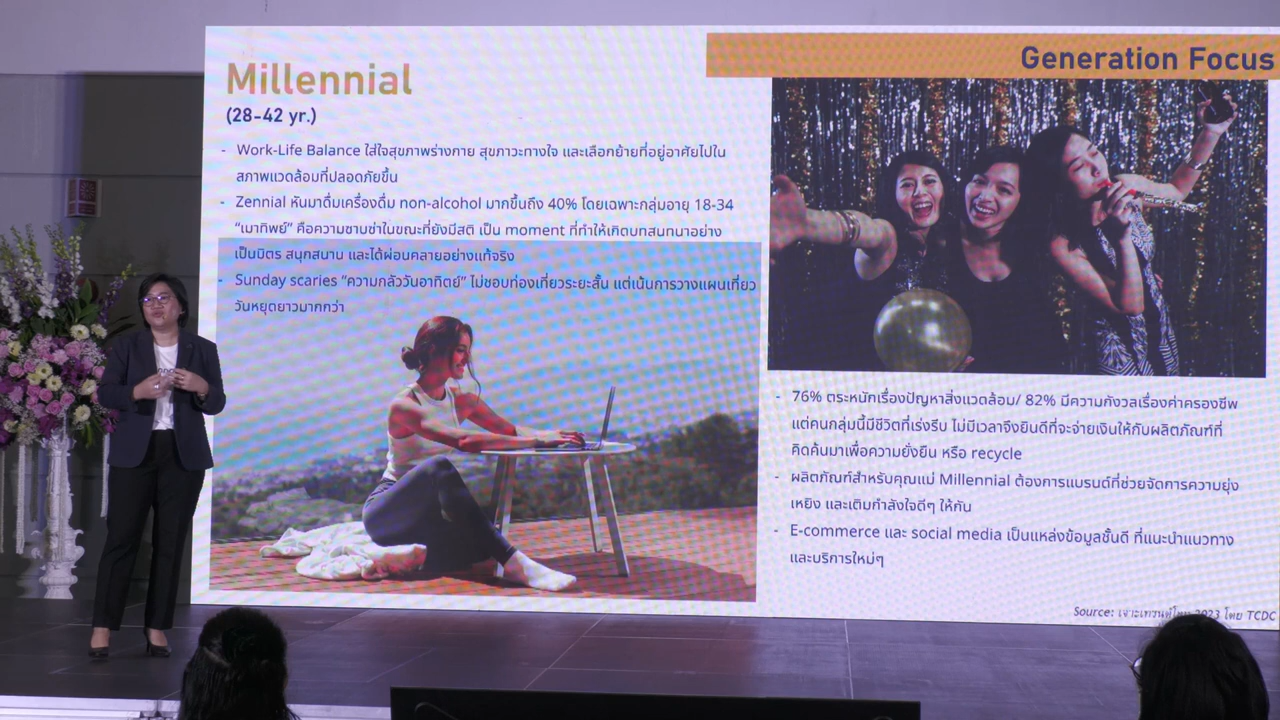 Generation Focus
Millennial
(28-42 yr.)
- Work-Life Balance ใส่ใจสุขภาพร่างกาย สุขภาวะทางใจ และเลือกย้ายที่อยู่อาศัยไปใน
สภาพแวดล้อมที่ปลอดภัยขึ้น
- Zennial หันมาดื่มเครื่องดื่ม non-alcohol มากขึ้นถึง 40% โดยเฉพาะกลุ่มอายุ 18-34
"เมาทิพย์" คือความซาบซ่าในขณะที่ยังมีสติ เป็น moment ที่ทำให้เกิดบทสนทนาอย่าง
เป็นมิตร สนุกสนาน และได้ผ่อนคลายอย่างแท้จริง
- Sunday scaries "ความกลัววันอาทิตย์" ไม่ชอบท่องเที่ยวระยะสั้น แต่เน้นการวางแผนเที่ยว
วันหยุดยาวมากกว่า
- 76% ตระหนักเรื่องปัญหาสิ่งแวดล้อม/ 82% มีความกังวลเรื่องค่าครองชีพ
แต่คนกลุ่มนี้มีชีวิตที่เร่งรีบ ไม่มีเวลาจึงยินดีที่จะจ่ายเงินให้กับผลิตภัณฑ์ที่
คิดค้นมาเพื่อความยั่งยืน หรือ recycle
- ผลิตภัณฑ์สำหรับคุณแม่ Millennial ต้องการแบรนด์ที่ช่วยจัดการความยุ่ง
เหยิง และเติมกำลังใจดีๆ ให้กัน
- E-commerce และ social media เป็นแหล่งข้อมูลชั้นดี ที่แนะนำแนวทาง
และบริการใหม่ๆ
Source: เจาะเทรนด์โลก 2023 โดย TCDC